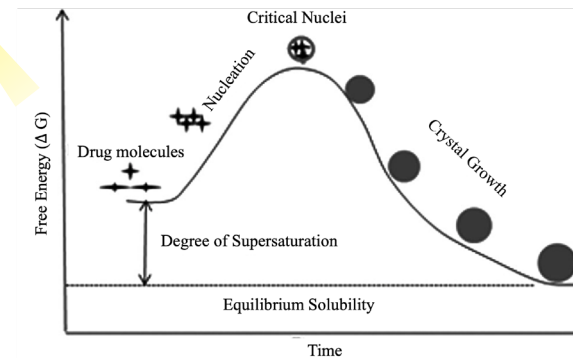 Critical Nuclei
Nucleation
Drug molecules
Crystal Growth
Free Energy (Δ G)
Degree of Supersaturation
Equilibrium Solubility
Time